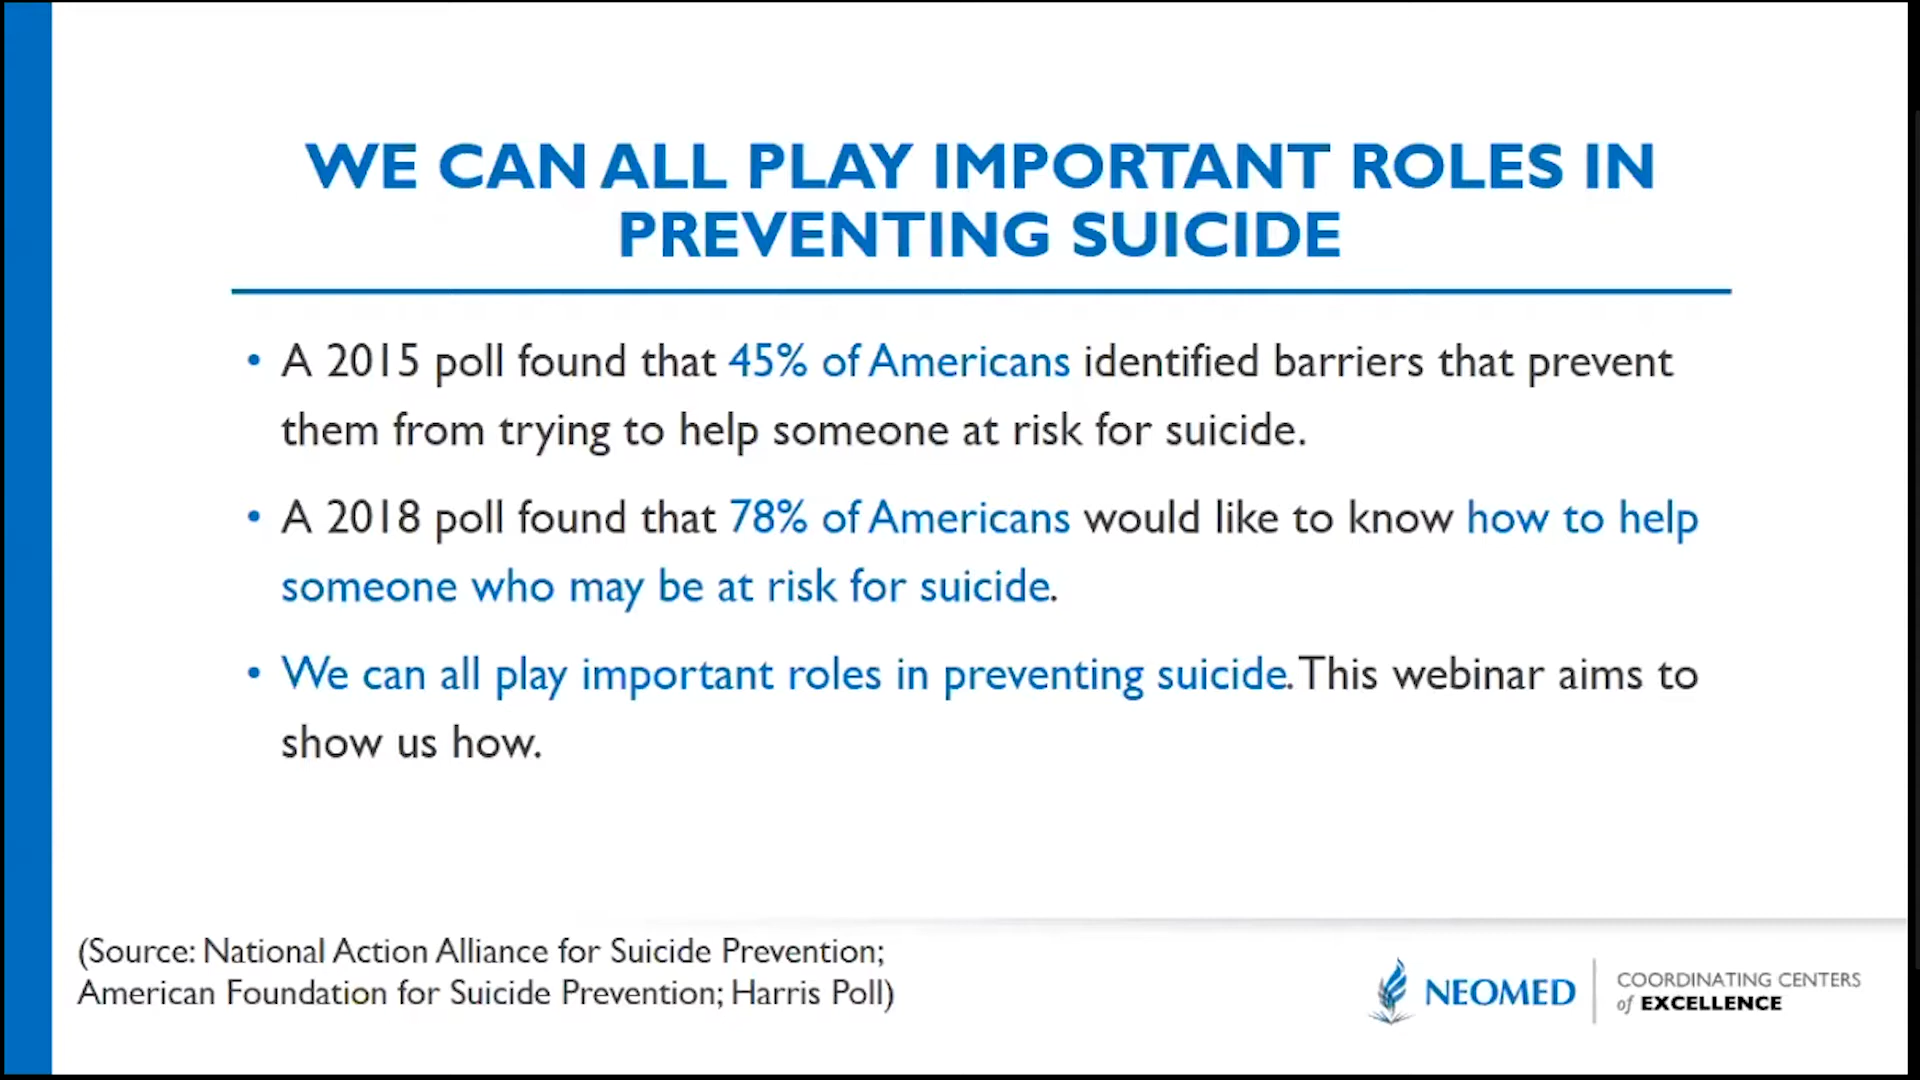 WE CAN ALL PLAY IMPORTANT ROLES IN
PREVENTING SUICIDE
• A 2015 poll found that 45% of Americans identified barriers that prevent
them from trying to help someone at risk for suicide.
• A 2018 poll found that 78% of Americans would like to know how to help
someone who may be at risk for suicide.
• We can all play important roles in preventing suicide. This webinar aims to
show us how.
(Source: National Action Alliance for Suicide Prevention;
American Foundation for Suicide Prevention; Harris Poll)
NEOMED
COORDINATING CENTERS
of EXCELLENCE